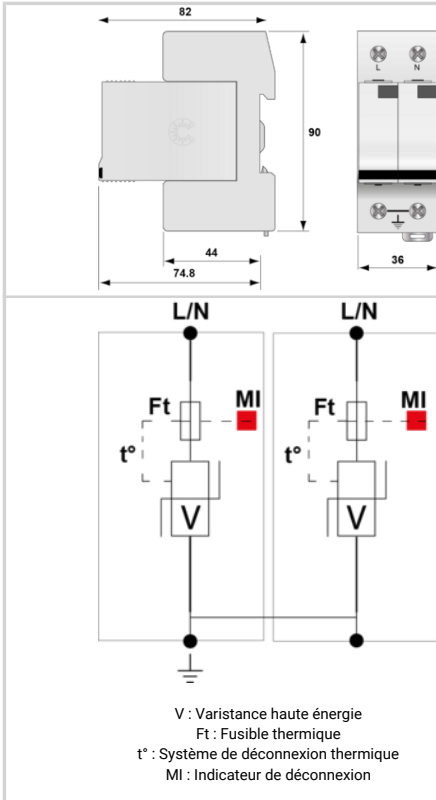 82
L N
90
44
74.8
36
L/N L/N
Ft MI Ft MI
t° t°
V V
V : Varistance haute énergie
Ft : Fusible thermique
t° : Système de déconnexion thermique
MI : Indicateur de déconnexion